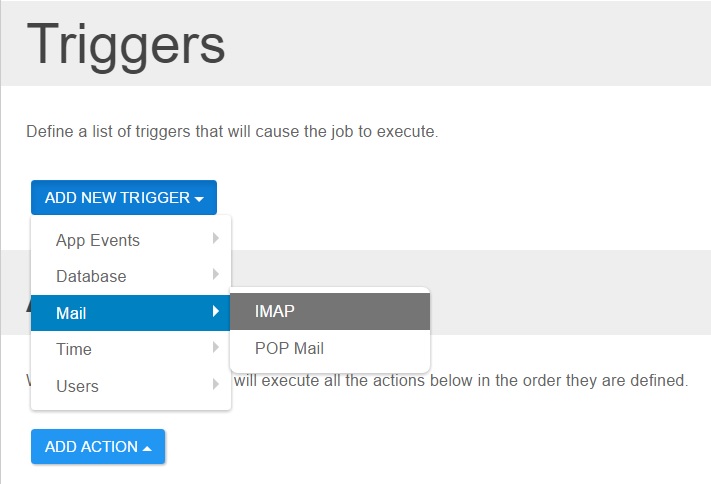 Triggers
Define a list of triggers that will cause the job to execute.
ADD NEW TRIGGER
App Events
Database
Mail
IMAP
POP Mail
Time
Users
will execute all the actions below in the order they are defined.
ADD ACTION